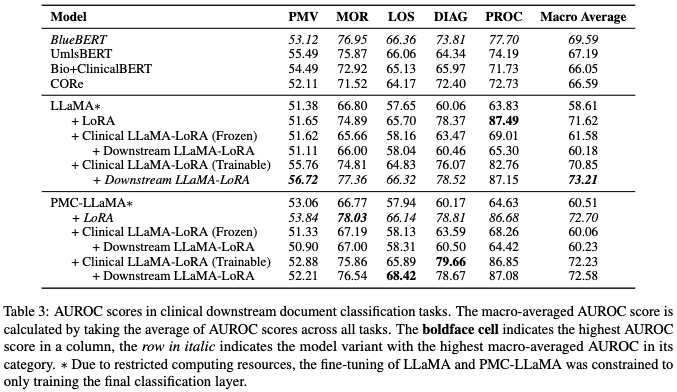 Model PMV MOR LOS DIAG PROC Macro Average
BlueBERT 53.12 76.95 66.36 73.81 77.70 69.59
UmlsBERT 55.49 75.87 66.06 64.34 74.19 67.19
Bio+ClinicalBERT 54.49 72.92 65.13 65.97 71.73 66.05
CORe 52.11 71.52 64.17 72.40 72.73 66.59
LLaMA∗ 51.38 66.80 57.65 60.06 63.83 58.61
+ LoRA 51.65 74.89 65.70 78.37 87.49 71.62
+ Clinical LLaMA-LoRA (Frozen) 51.62 65.66 58.16 63.47 69.01 61.58
+ Downstream LLaMA-LoRA 51.11 66.00 58.04 60.46 65.30 60.18
+ Clinical LLaMA-LoRA (Trainable) 55.76 74.81 64.83 76.07 82.76 70.85
+ Downstream LLaMA-LoRA 56.72 77.36 66.32 78.52 87.15 73.21
PMC-LLaMA∗ 53.06 66.77 57.94 60.17 64.63 60.51
+ LoRA 53.84 78.03 66.14 78.81 86.68 72.70
+ Clinical LLaMA-LoRA (Frozen) 51.33 67.19 58.13 63.59 68.26 60.06
+ Downstream LLaMA-LoRA 50.90 67.00 58.31 60.50 64.42 60.23
+ Clinical LLaMA-LoRA (Trainable) 52.88 75.86 65.89 79.66 86.85 72.23
+ Downstream LLaMA-LoRA 52.21 76.54 68.42 78.67 87.08 72.58
Table 3: AUROC scores in clinical downstream document classification tasks. The macro-averaged AUROC score is
calculated by taking the average of AUROC scores across all tasks. The boldface cell indicates the highest AUROC
score in a column, the row in italic indicates the model variant with the highest macro-averaged AUROC in its
category. ∗ Due to restricted computing resources, the fine-tuning of LLaMA and PMC-LLaMA was constrained to
only training the final classification layer.